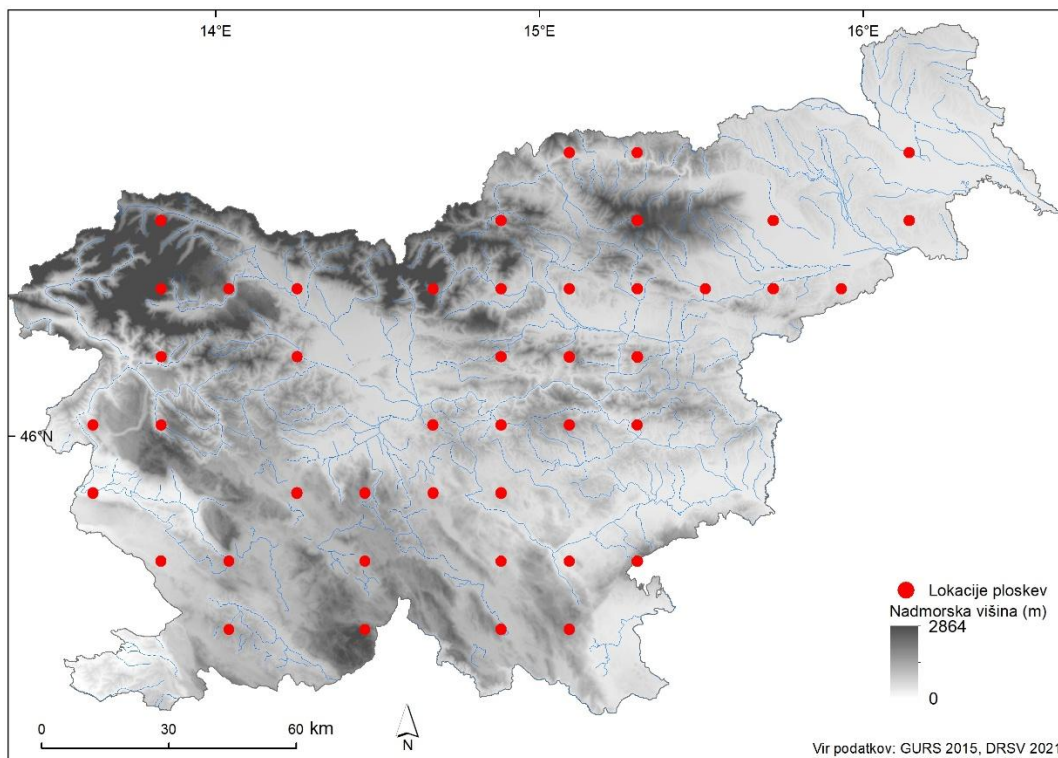 14°E
15°E
16°E
46°N
Lokacije ploskev
Nadmorska višina (m)
2864
0
0
30
60 km
N
Vir podatkov: GURS 2015, DRSV 2021